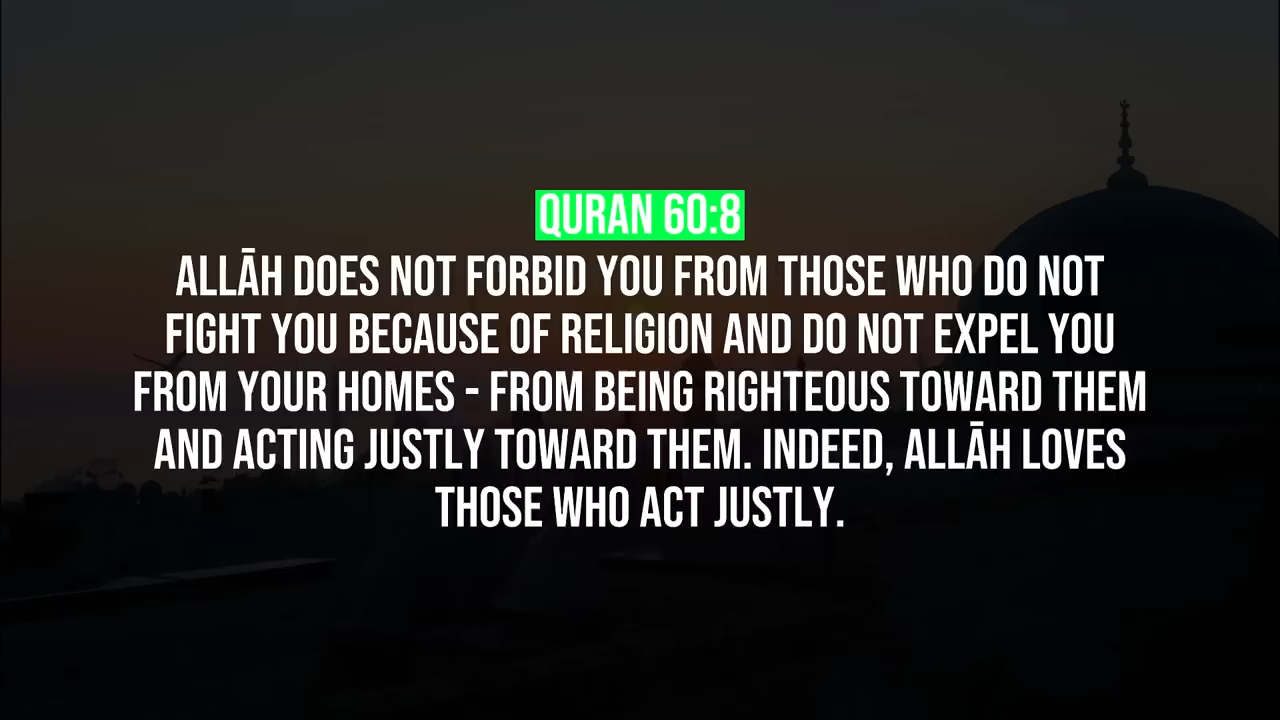 QURAN 60:8
ALLĀH DOES NOT FORBID YOU FROM THOSE WHO DO NOT
FIGHT YOU BECAUSE OF RELIGION AND DO NOT EXPEL YOU
FROM YOUR HOMES - FROM BEING RIGHTEOUS TOWARD THEM
AND ACTING JUSTLY TOWARD THEM. INDEED, ALLĀH LOVES
THOSE WHO ACT JUSTLY.